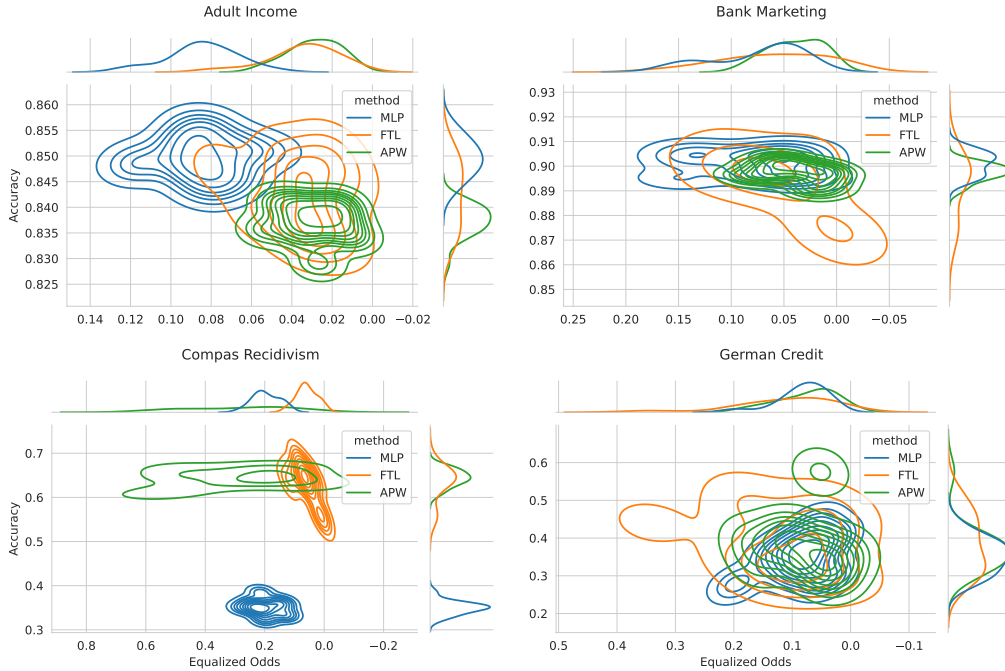 Adult Income
method
MLP
FTL
APW
0.860
0.855
0.850
0.845
0.840
0.835
0.830
0.825
Accuracy
0.14 0.12 0.10 0.08 0.06 0.04 0.02 0.00 −0.02
Bank Marketing
method
MLP
FTL
APW
0.93
0.92
0.91
0.90
0.89
0.88
0.87
0.86
0.85
0.25 0.20 0.15 0.10 0.05 0.00 −0.05
Compas Recidivism
method
MLP
FTL
APW
0.7
0.6
0.5
0.4
0.3
Accuracy
0.8 0.6 0.4 0.2 0.0 −0.2
Equalized Odds
German Credit
method
MLP
FTL
APW
0.6
0.5
0.4
0.3
0.2
0.5 0.4 0.3 0.2 0.1 0.0 −0.1
Equalized Odds